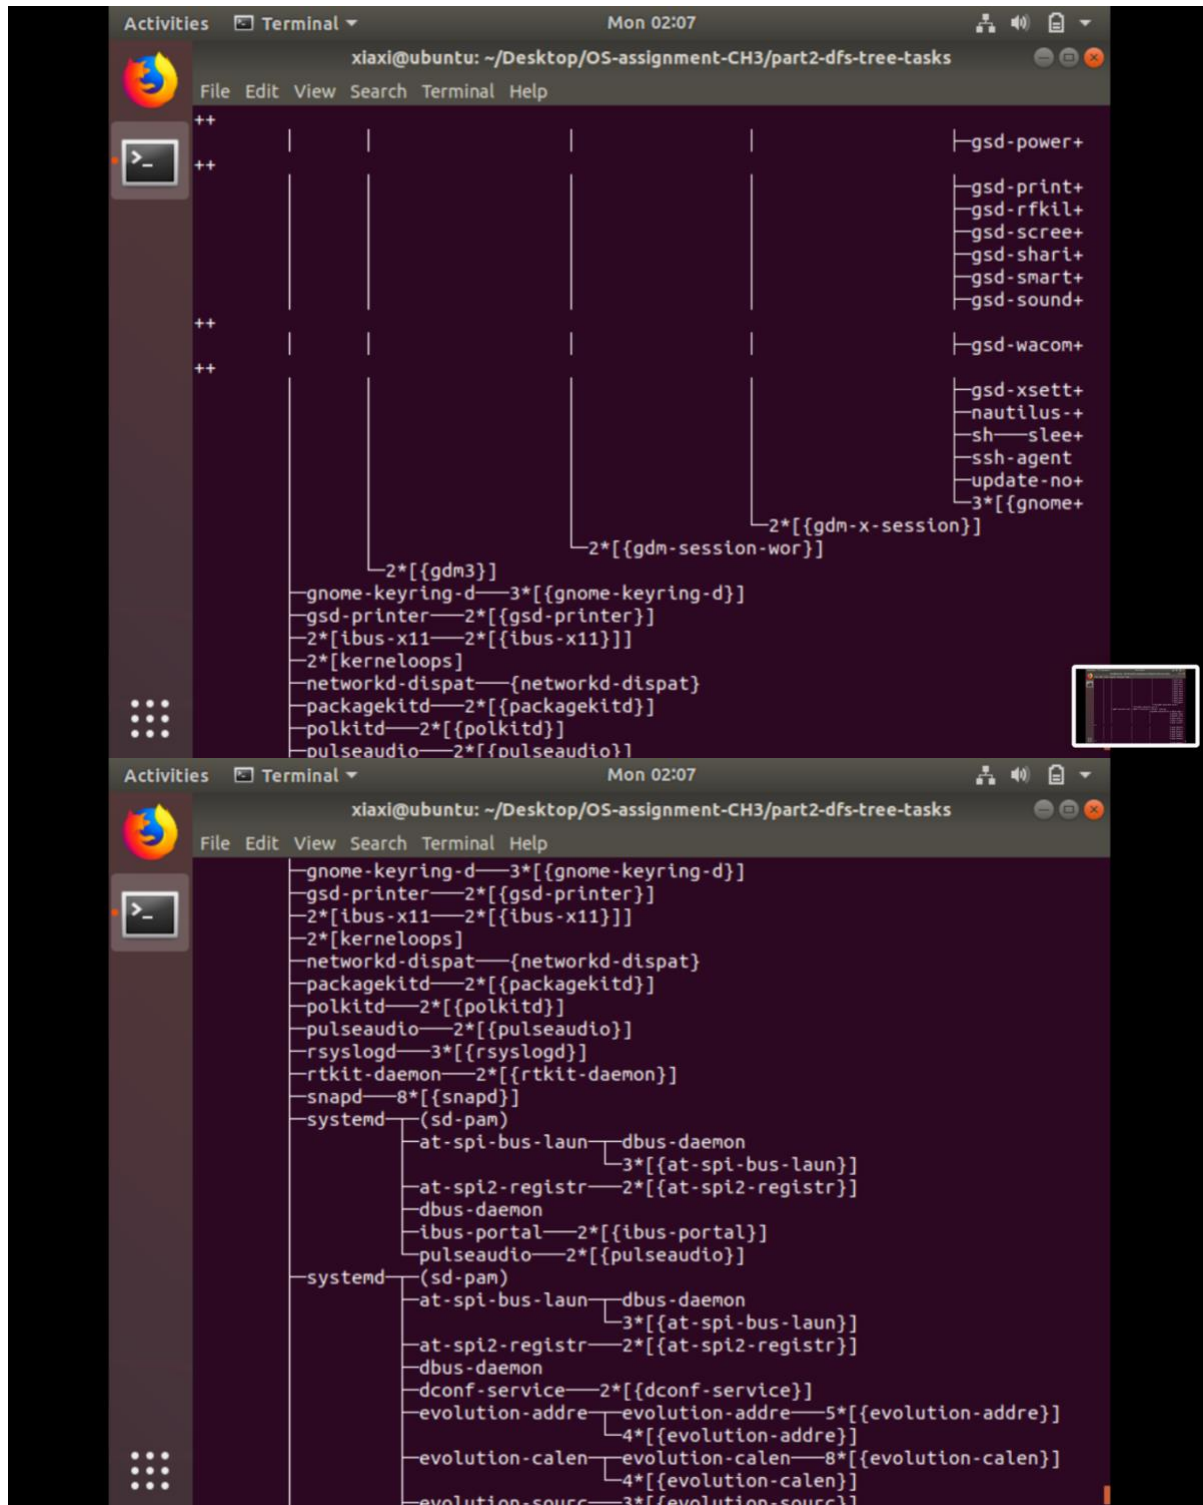 Activities Terminal Mon 02:07
xiaxi@ubuntu: ~/Desktop/OS-assignment-CH3/part2-dfs-tree-tasks
File Edit View Search Terminal Help
++
│ │ │ │ ├─gsd-power+
++
│ │ │ │ ├─gsd-print+
│ │ │ │ ├─gsd-rfkil+
│ │ │ │ ├─gsd-scree+
│ │ │ │ ├─gsd-shari+
│ │ │ │ ├─gsd-smart+
│ │ │ │ ├─gsd-sound+
++
│ │ │ │ ├─gsd-wacom+
++
│ │ │ │ ├─gsd-xsett+
│ │ │ │ ├─nautilus-+
│ │ │ │ ├─sh───slee+
│ │ │ │ ├─ssh-agent
│ │ │ │ ├─update-no+
│ │ │ │ └─3*[{gnome+
│ │ │ └─2*[{gdm-x-session}]
│ │ └─2*[{gdm-session-wor}]
│ └─2*[{gdm3}]
├─gnome-keyring-d───3*[{gnome-keyring-d}]
├─gsd-printer───2*[{gsd-printer}]
├─2*[ibus-x11───2*[{ibus-x11}]]
├─2*[kerneloops]
├─networkd-dispat───{networkd-dispat}
├─packagekitd───2*[{packagekitd}]
├─polkitd───2*[{polkitd}]
├─pulseaudio───2*[{pulseaudio}]
Activities Terminal Mon 02:07
xiaxi@ubuntu: ~/Desktop/OS-assignment-CH3/part2-dfs-tree-tasks
File Edit View Search Terminal Help
├─gnome-keyring-d───3*[{gnome-keyring-d}]
├─gsd-printer───2*[{gsd-printer}]
├─2*[ibus-x11───2*[{ibus-x11}]]
├─2*[kerneloops]
├─networkd-dispat───{networkd-dispat}
├─packagekitd───2*[{packagekitd}]
├─polkitd───2*[{polkitd}]
├─pulseaudio───2*[{pulseaudio}]
├─rsyslogd───3*[{rsyslogd}]
├─rtkit-daemon───2*[{rtkit-daemon}]
├─snapd───8*[{snapd}]
├─systemd─┬─(sd-pam)
│ ├─at-spi-bus-laun─┬─dbus-daemon
│ │ └─3*[{at-spi-bus-laun}]
│ ├─at-spi2-registr───2*[{at-spi2-registr}]
│ ├─dbus-daemon
│ ├─ibus-portal───2*[{ibus-portal}]
│ └─pulseaudio───2*[{pulseaudio}]
├─systemd─┬─(sd-pam)
│ ├─at-spi-bus-laun─┬─dbus-daemon
│ │ └─3*[{at-spi-bus-laun}]
│ ├─at-spi2-registr───2*[{at-spi2-registr}]
│ ├─dbus-daemon
│ ├─dconf-service───2*[{dconf-service}]
│ ├─evolution-addre─┬─evolution-addre───5*[{evolution-addre}]
│ │ └─4*[{evolution-addre}]
│ ├─evolution-calen─┬─evolution-calen───8*[{evolution-calen}]
│ │ └─4*[{evolution-calen}]
│ ├─evolution-sourc───3*[{evolution-sourc}]